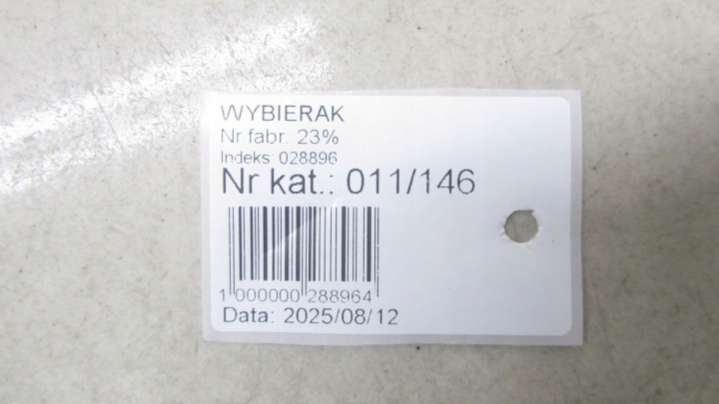 WYBIERAK
Nr fabr. 23%
Indeks: 028896
Nr kat.: 011/146
1 000000 288964
Data: 2025/08/12